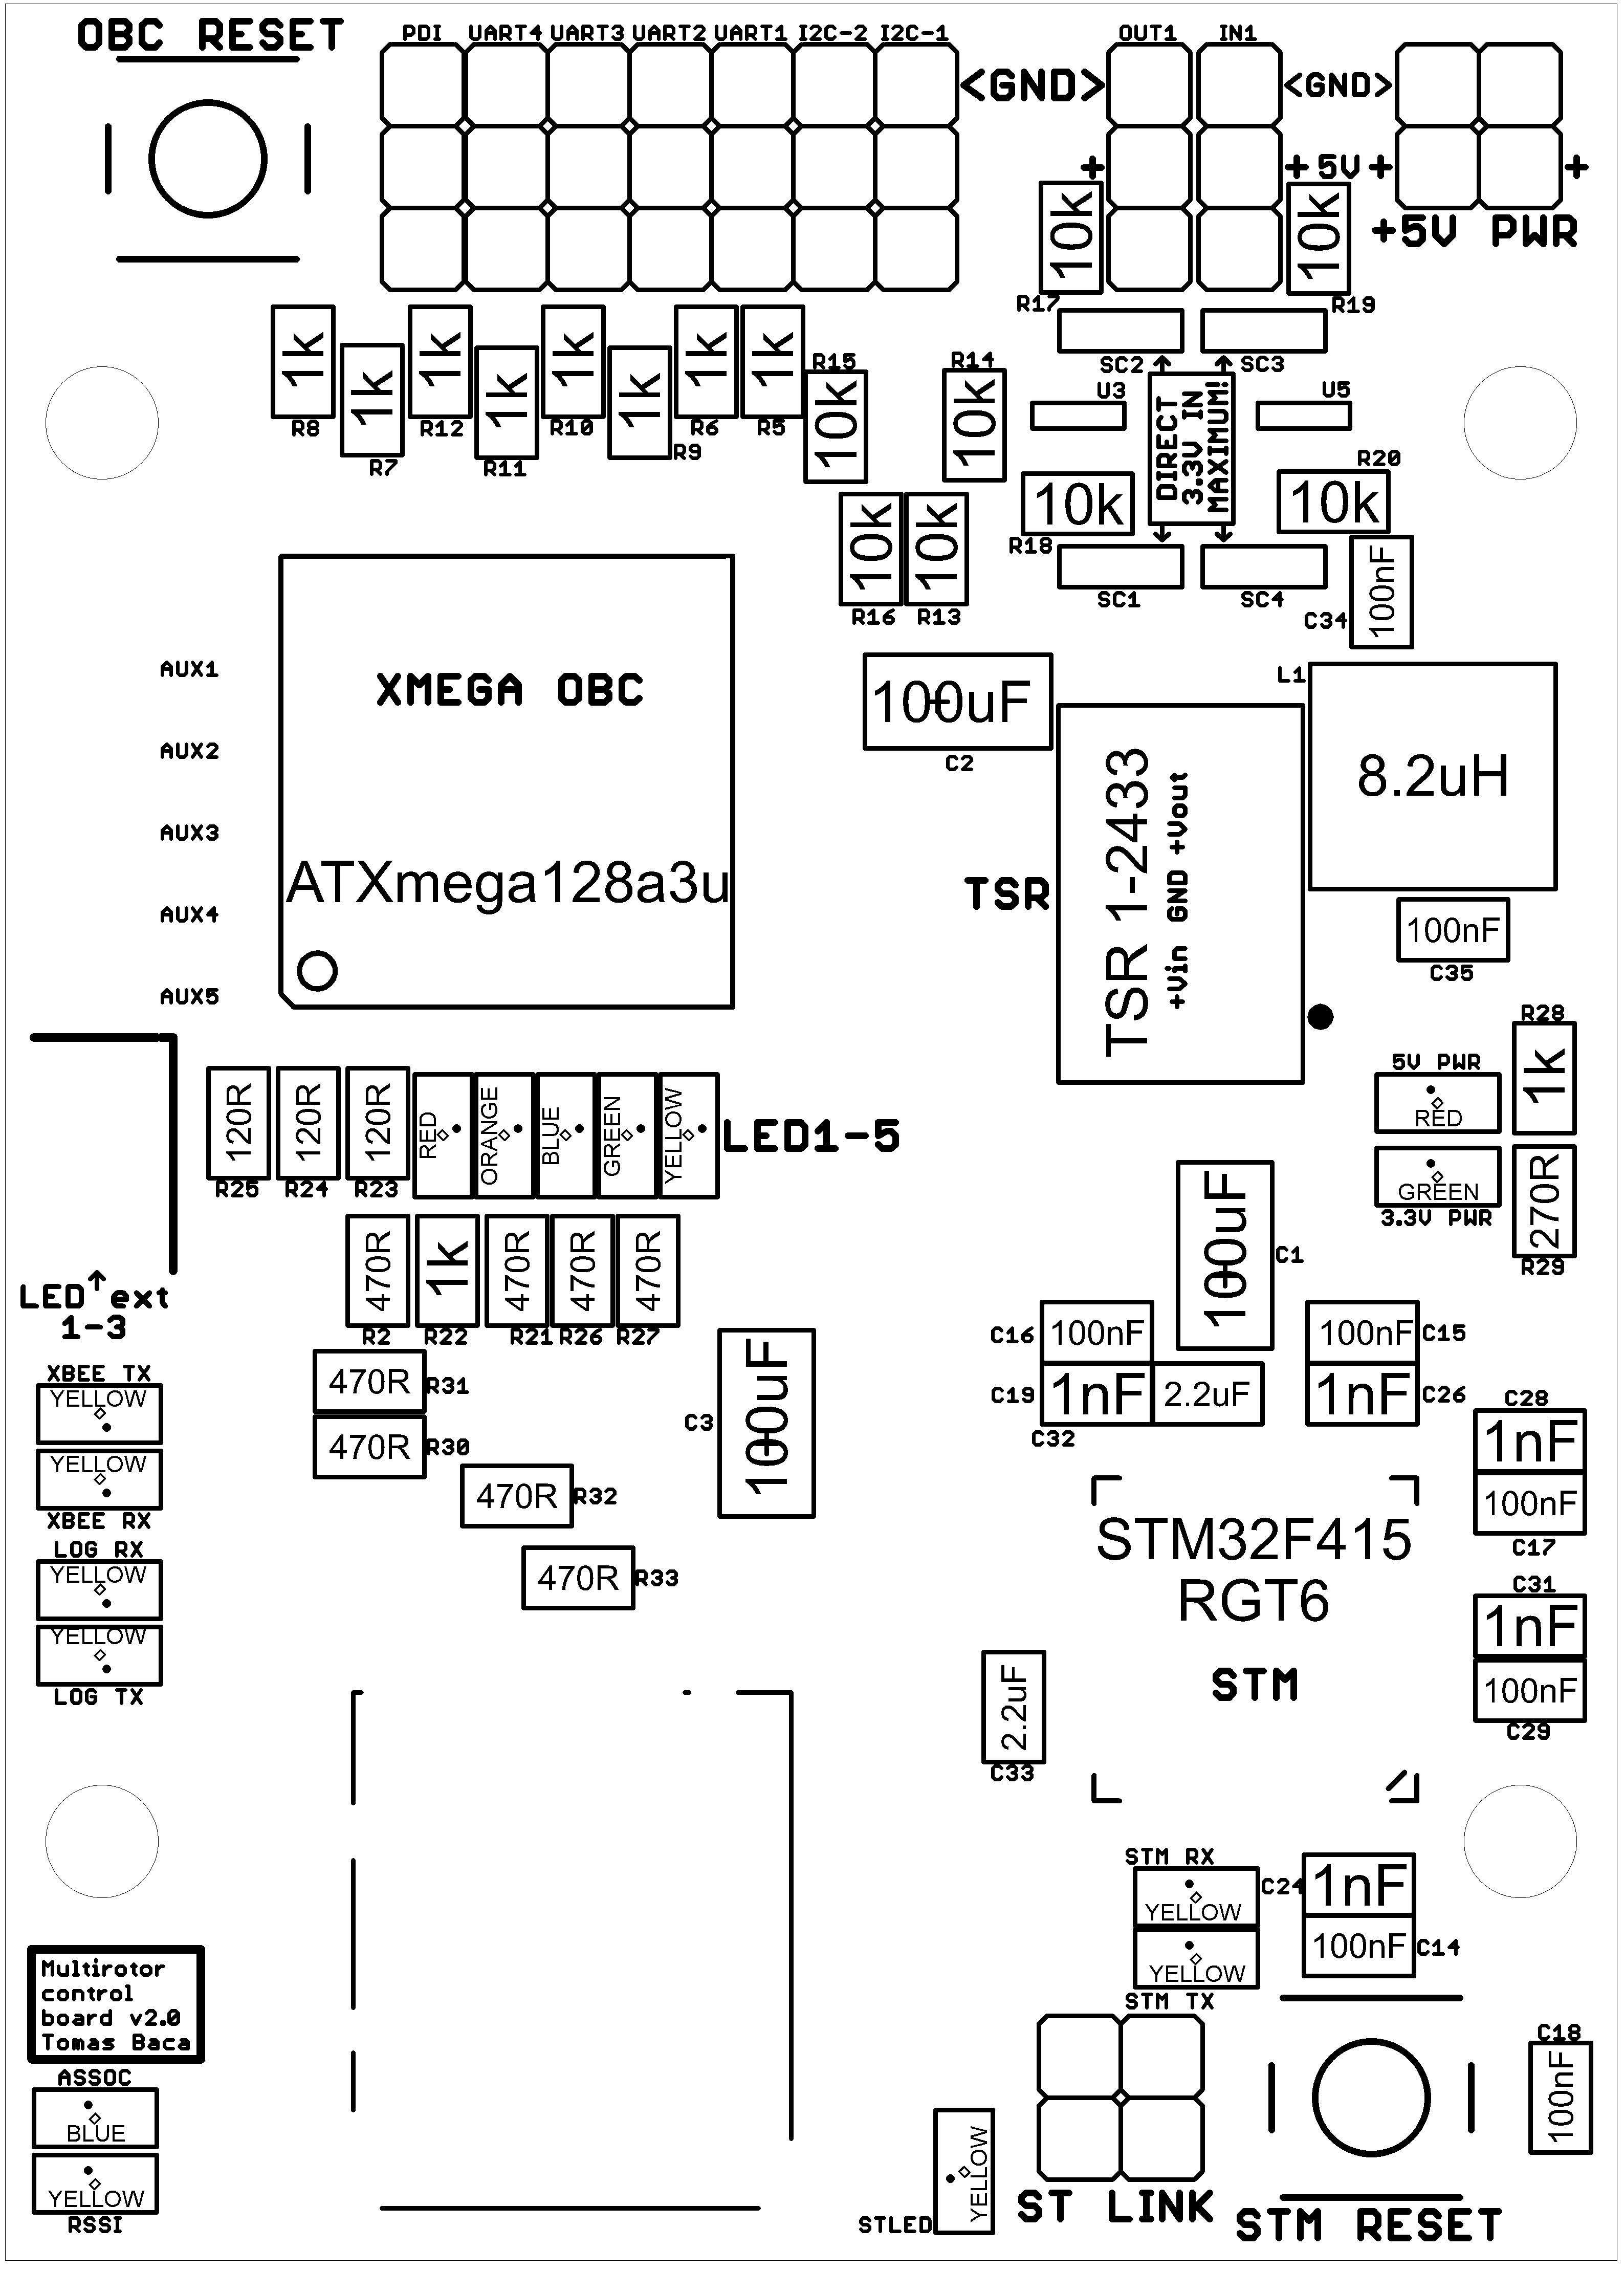 OBC RESET
PDI UART4 UART3 UART2 UART1 I2C-2 I2C-1
OUT1 IN1
<GND> <GND>
+ +5V+ +
+5V PWR
10k 10k
R17 R19
1k 1k 1k 1k 1k
1k 1k 1k
R8 R12 R10 R6 R5
R7 R11 R9
R15 R14
10k 10k
SC2 SC3
U3 U5
DIRECT
3.3V IN
MAXIMUM!
R20
10k 10k
R18
10k 10k
R16 R13
SC1 SC4
100nF
C34
AUX1
AUX2
AUX3
AUX4
AUX5
XMEGA OBC
ATXmega128a3u
100uF
C2
L1
8.2uH
TSR
TSR 1-2433
+Vin GND +Vout
100nF
C35
R28
1k
5V PWR
RED
GREEN
3.3V PWR
270R
R29
120R 120R 120R
R25 R24 R23
RED ORANGE BLUE GREEN YELLOW
LED1-5
470R 1k 470R 470R 470R
R2 R22 R21 R26 R27
LED ext
1-3
100uF
C1
C16 100nF 100nF C15
C19 1nF 2.2uF 1nF C26
C32
XBEE TX
YELLOW
YELLOW
XBEE RX
LOG RX
YELLOW
YELLOW
LOG TX
470R R31
470R R30
470R R32
470R R33
C3 100uF
C28
1nF
100nF
C17
STM32F415
RGT6
STM
C31
1nF
100nF
C29
2.2uF
C33
STM RX
YELLOW
YELLOW
STM TX
C24 1nF
100nF C14
Multirotor
control
board v2.0
Tomas Baca
ASSOC
BLUE
YELLOW
RSSI
C18
100nF
YELLOW
STLED
ST LINK
STM RESET